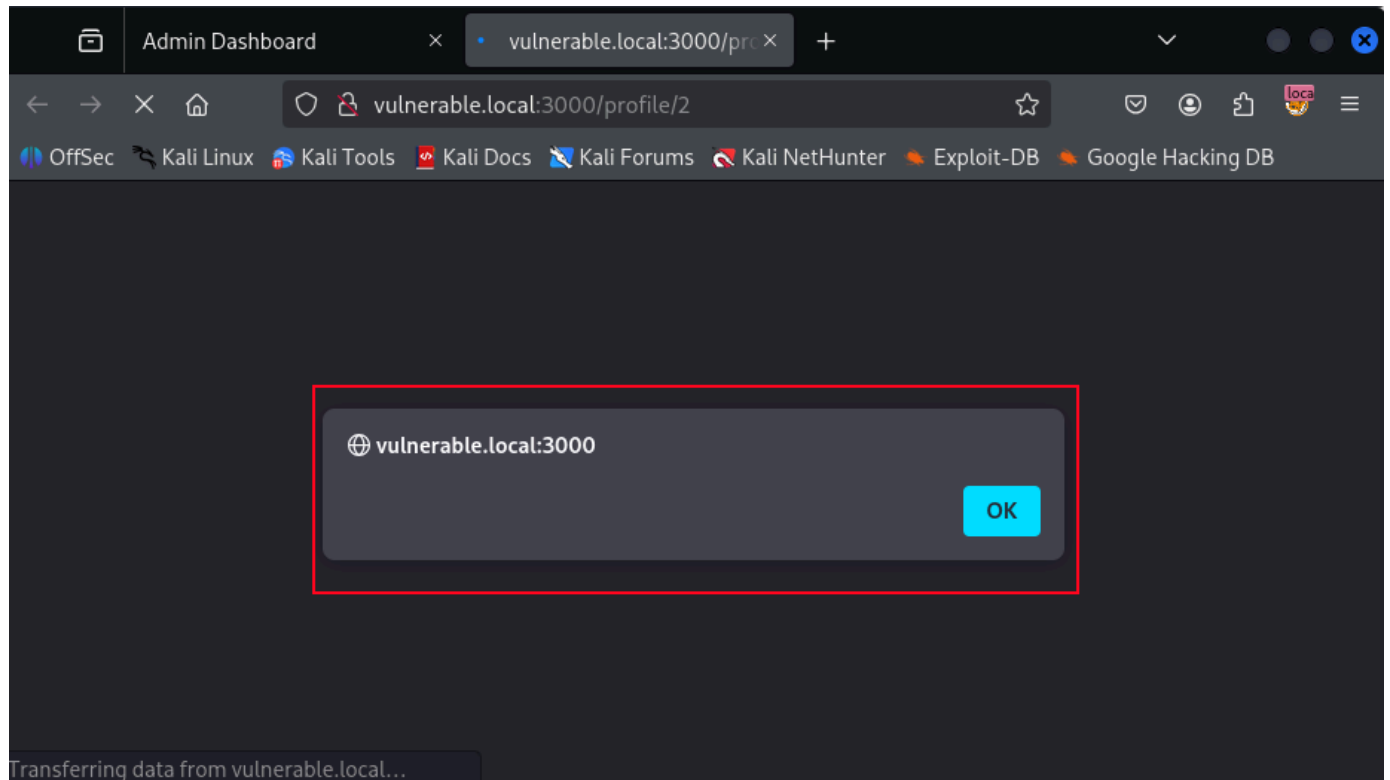 Admin Dashboard
vulnerable.local:3000/pro
vulnerable.local:3000/profile/2
loca
OffSec Kali Linux Kali Tools Kali Docs Kali Forums Kali NetHunter Exploit-DB Google Hacking DB
vulnerable.local:3000
OK
Transferring data from vulnerable.local...